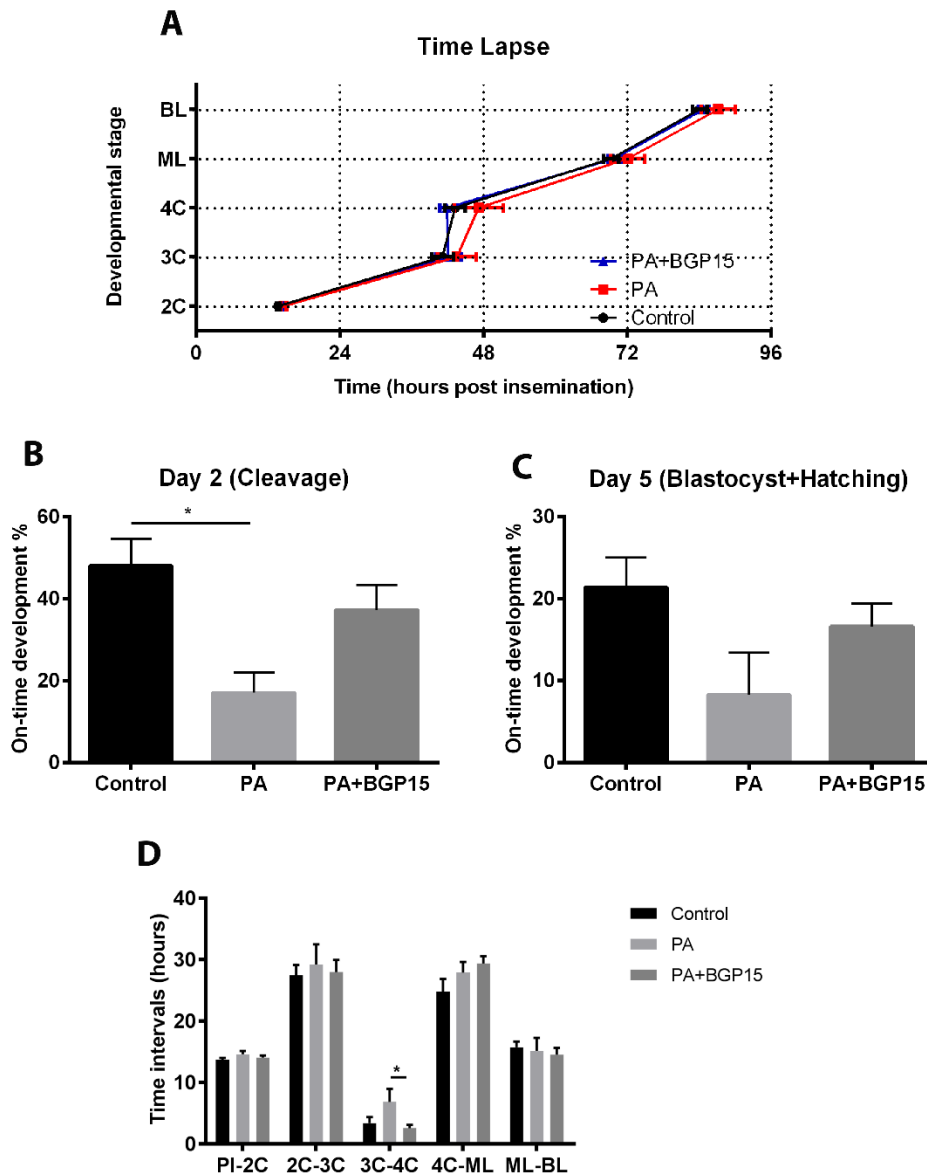 A
Time Lapse
Developmental stage
BL
ML
4C
3C
2C
PA+BGP15
PA
Control
0 24 48 72 96
Time (hours post insemination)
B
Day 2 (Cleavage)
On-time development %
60
40
20
0
*
Control PA PA+BGP15
C
Day 5 (Blastocyst+Hatching)
On-time development %
30
20
10
0
Control PA PA+BGP15
D
Time intervals (hours)
40
30
20
10
0
*
PI-2C 2C-3C 3C-4C 4C-ML ML-BL
Control
PA
PA+BGP15